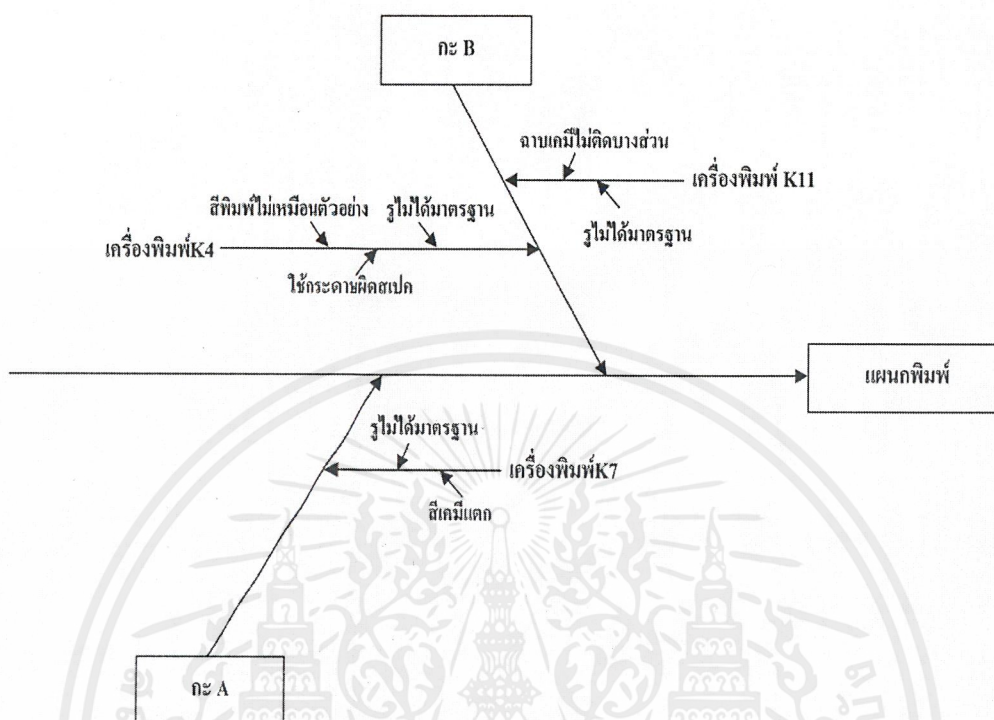 กะ B
ฉาบเคมีไม่ติดบางส่วน
เครื่องพิมพ์ K11
รูไม่ได้มาตรฐาน
สีพิมพ์ไม่เหมือนตัวอย่าง
รูไม่ได้มาตรฐาน
เครื่องพิมพ์K4
ใช้กระดาษผิดสเปค
แผนกพิมพ์
รูไม่ได้มาตรฐาน
เครื่องพิมพ์K7
สีเคมีแตก
กะ A